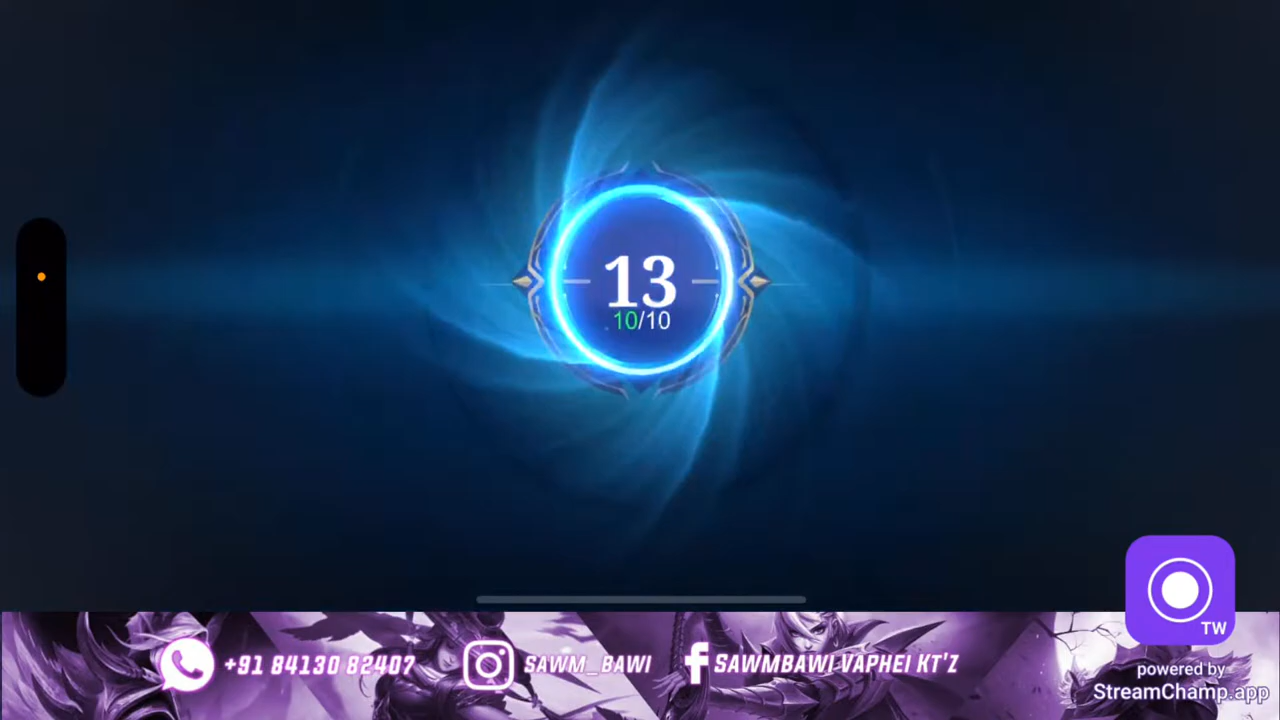 13
10/10
+91 84130 82407
SAWM_BAWI
SAWMBAWI VAPHEI KT'Z
TW
powered by
StreamChamp.app